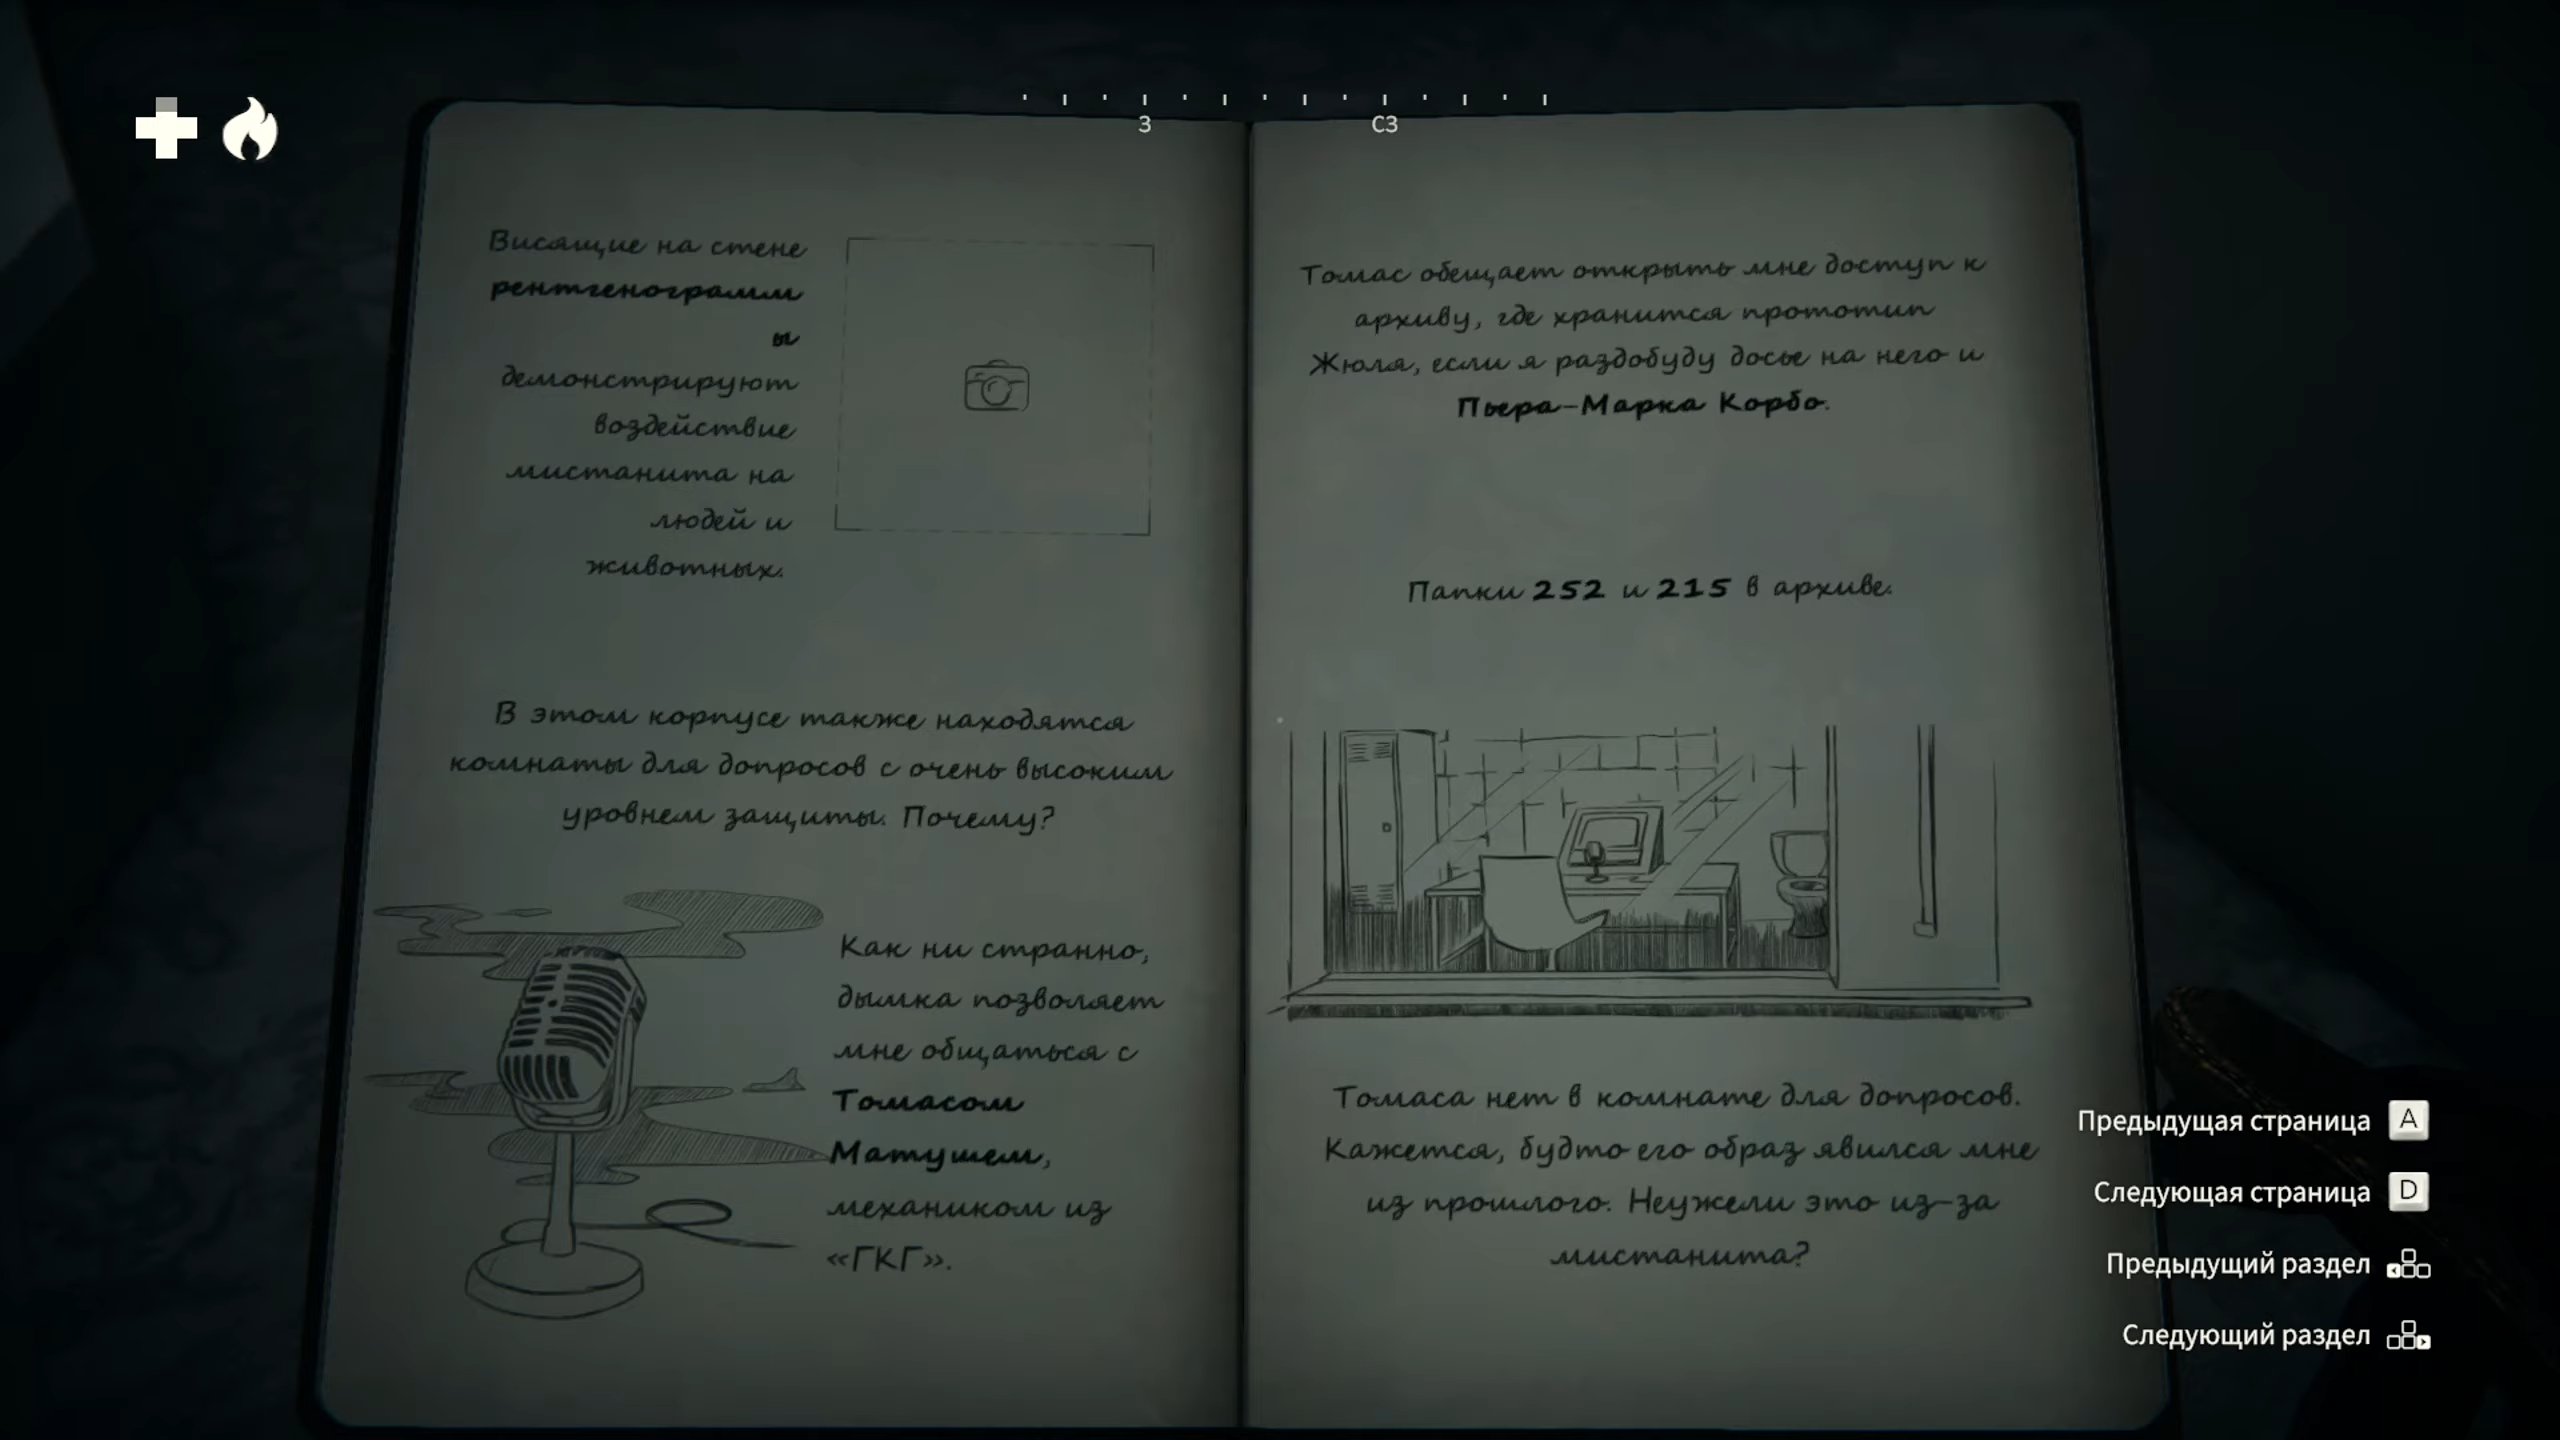 З
СЗ
Висящие на стене
рентгенограмм
ы
демонстрируют
воздействие
мистанита на
людей и
животных.
В этом корпусе также находятся
комнаты для допросов с очень высоким
уровнем защиты. Почему?
Как ни странно,
дымка позволяет
мне общаться с
Томасом
Матушем,
механиком из
«ГКГ».
Томас обещает открыть мне доступ к
архиву, где хранится прототип
Жюля, если я раздобуду досье на него и
Пьера-Марка Корбо.
Папки 252 и 215 в архиве.
Томаса нет в комнате для допросов.
Кажется, будто его образ явился мне
из прошлого. Неужели это из-за
мистанита?
Предыдущая страница A
Следующая страница D
Предыдущий раздел
Следующий раздел